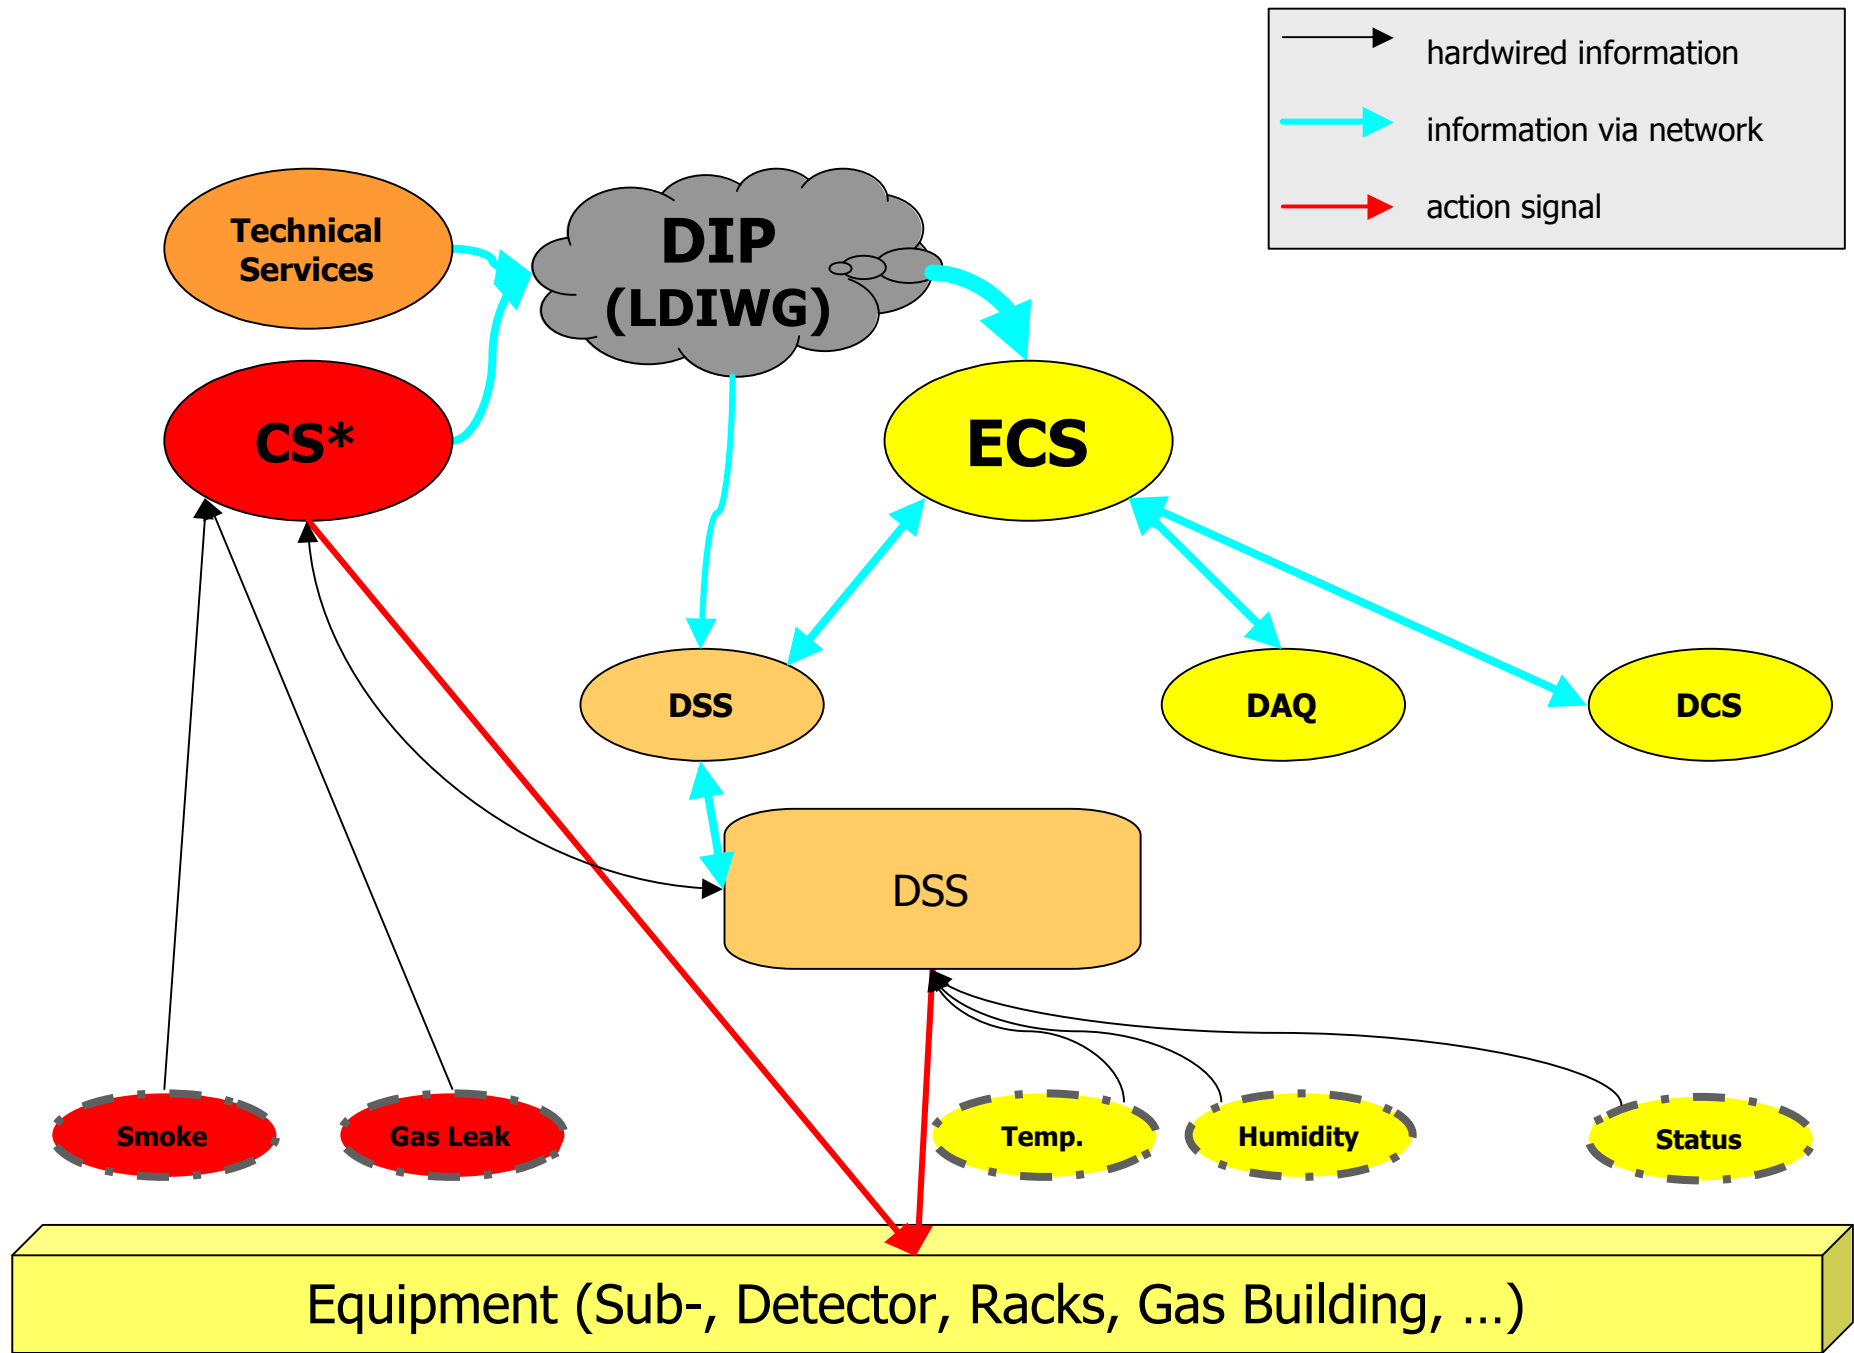 hardwired information
information via network
action signal
Technical
Services
DIP
(LDIWG)
CS*
ECS
DSS
DAQ
DCS
DSS
Smoke
Gas Leak
Temp.
Humidity
Status
Equipment (Sub-, Detector, Racks, Gas Building, …)